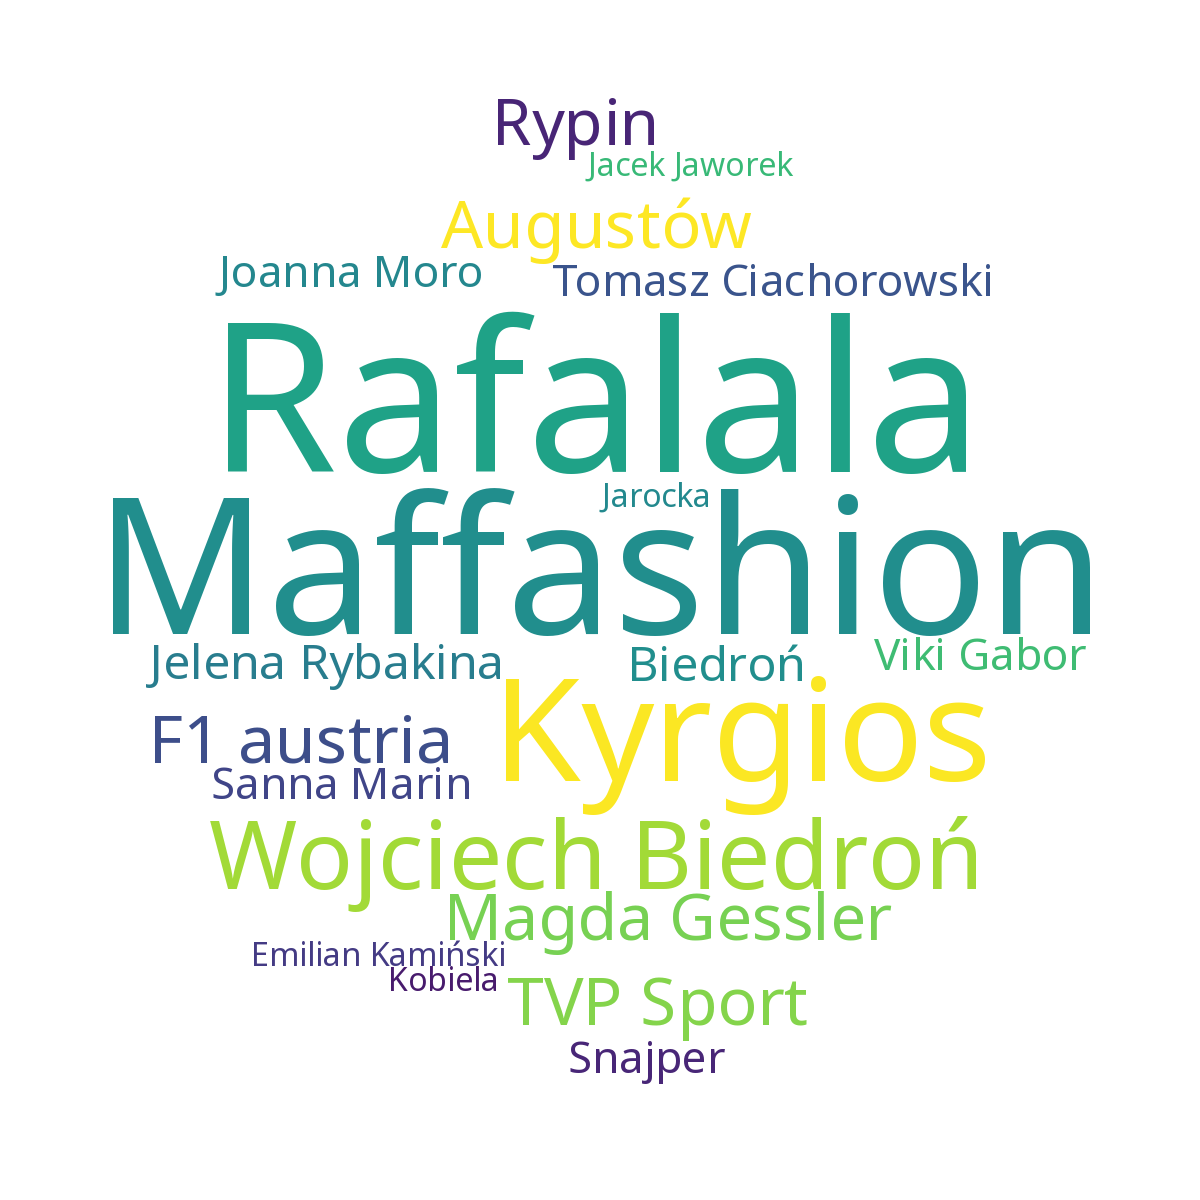 Rypin
Jacek Jaworek
Augustów
Joanna Moro
Tomasz Ciachorowski
Rafalala
Jarocka
Maffashion
Jelena Rybakina
Biedroń
Viki Gabor
F1 austria
Kyrgios
Sanna Marin
Wojciech Biedroń
Magda Gessler
Emilian Kamiński
Kobiela
TVP Sport
Snajper